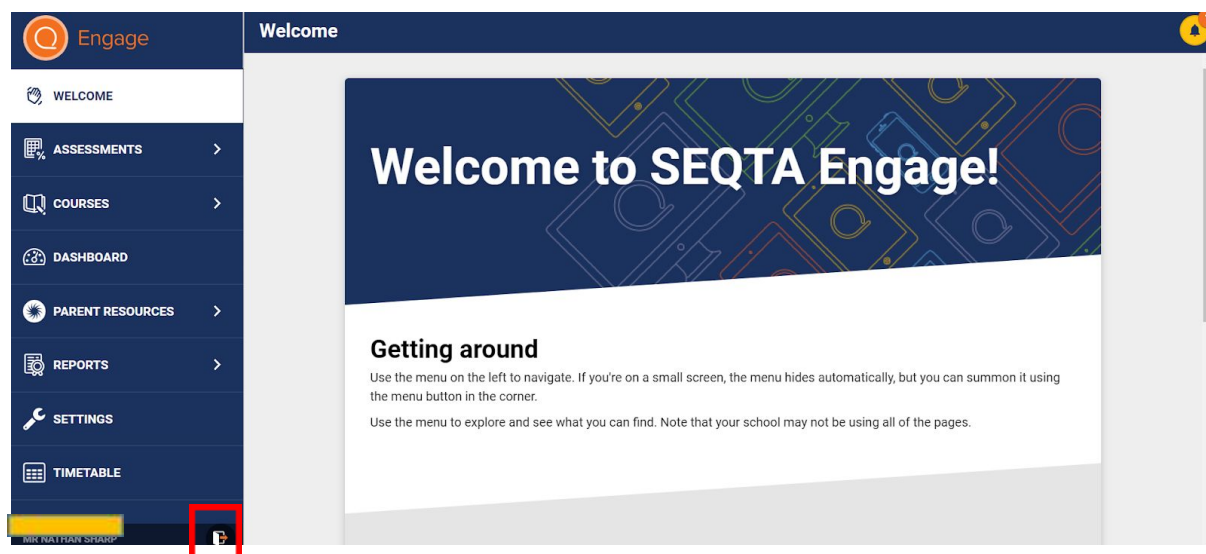 Engage
Welcome
WELCOME
ASSESSMENTS
COURSES
DASHBOARD
PARENT RESOURCES
REPORTS
SETTINGS
TIMETABLE
MR NATHAN SHARP
Welcome to SEQTA Engage!
Getting around
Use the menu on the left to navigate. If you're on a small screen, the menu hides automatically, but you can summon it using
the menu button in the corner.
Use the menu to explore and see what you can find. Note that your school may not be using all of the pages.